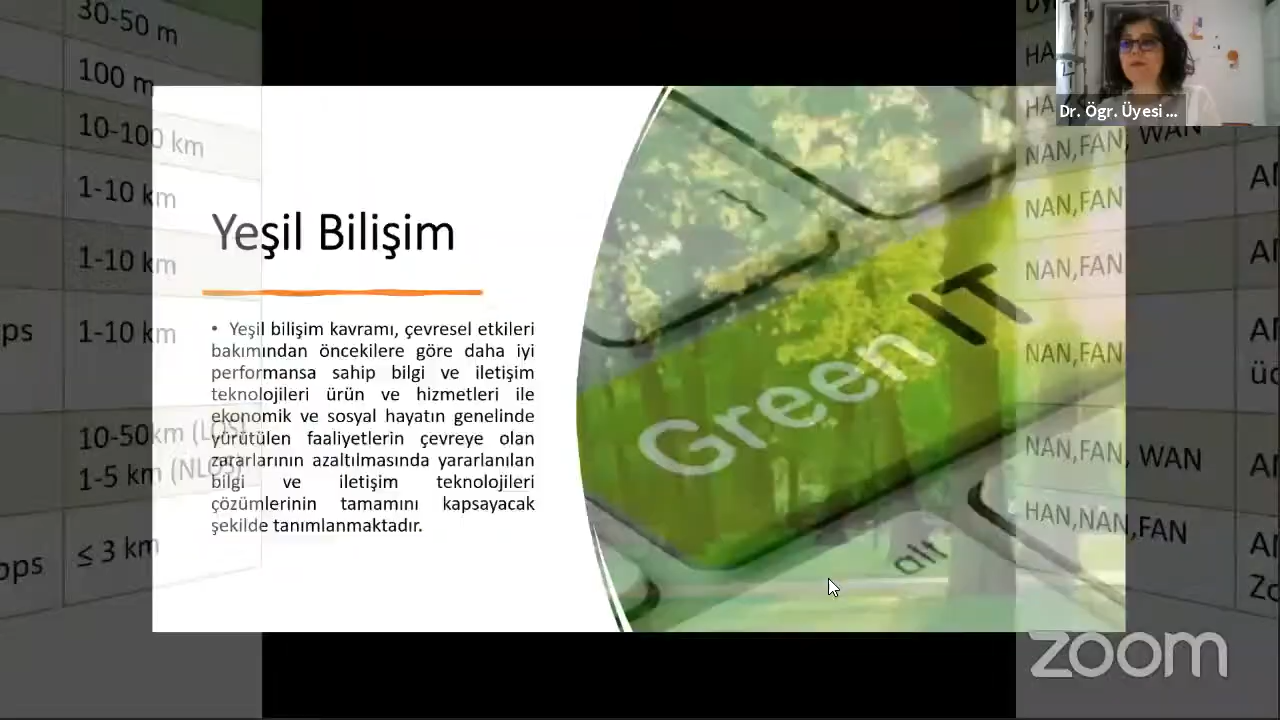 30-50 m
100 m
10-100 km
1-10 km
1-10 km
1-10 km
10-50 km (LOS)
1-5 km (NLOS)
≤ 3 km
Yeşil Bilişim
• Yeşil bilişim kavramı, çevresel etkileri
bakımından öncekilere göre daha iyi
performansa sahip bilgi ve iletişim
teknolojileri ürün ve hizmetleri ile
ekonomik ve sosyal hayatın genelinde
yürütülen faaliyetlerin çevreye olan
zararlarının azaltılmasında yararlanılan
bilgi ve iletişim teknolojileri
çözümlerinin tamamını kapsayacak
şekilde tanımlanmaktadır.
Green IT
alt
Dr. Ögr. Üyesi ...
NAN,FAN, WAN
NAN,FAN
NAN,FAN
NAN,FAN
NAN,FAN, WAN
HAN,NAN,FAN
zoom